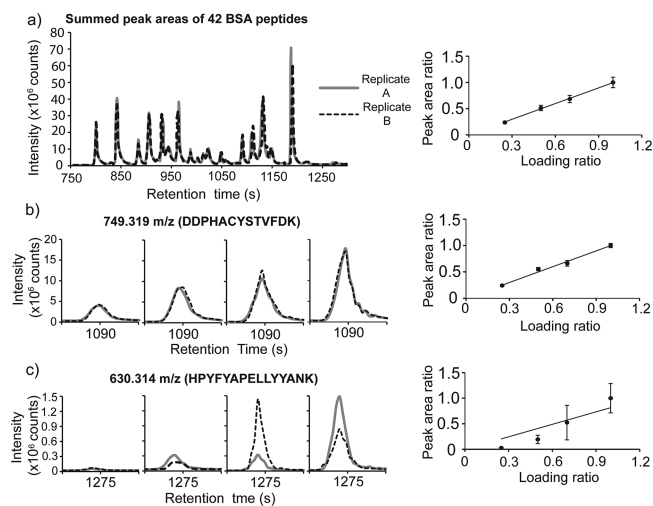 a) Summed peak areas of 42 BSA peptides
Intensity (x10⁶ counts)
80
70
60
50
40
30
20
10
0
750 850 950 1050 1150 1250
Retention time (s)
Replicate
A
Replicate
B
Peak area ratio
1.5
1.0
0.5
0
0 0.3 0.6 0.9 1.2
Loading ratio
b)
749.319 m/z (DDPHACYSTVFDK)
Intensity
(x10⁶ counts)
20
15
10
5
0
1090 1090 1090 1090
Retention Time (s)
Peak area ratio
1.5
1.0
0.5
0
0 0.3 0.6 0.9 1.2
Loading ratio
c)
630.314 m/z (HPYFYAPELLYYANK)
Intensity
(x10⁶ counts)
1.5
1.2
0.9
0.6
0.3
0
1275 1275 1275 1275
Retention tme (s)
Peak area ratio
1.5
1.0
0.5
0
0 0.3 0.6 0.9 1.2
Loading ratio